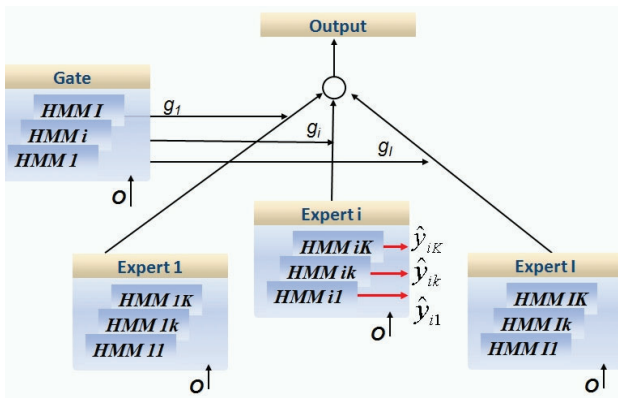 Output
Gate
HMM I
HMM i
HMM 1
O
g1
gi
gI
Expert 1
HMM 1K
HMM 1k
HMM 11
O
Expert i
HMM iK
HMM ik
HMM i1
O
ŷiK
ŷik
ŷi1
Expert I
HMM IK
HMM Ik
HMM I1
O